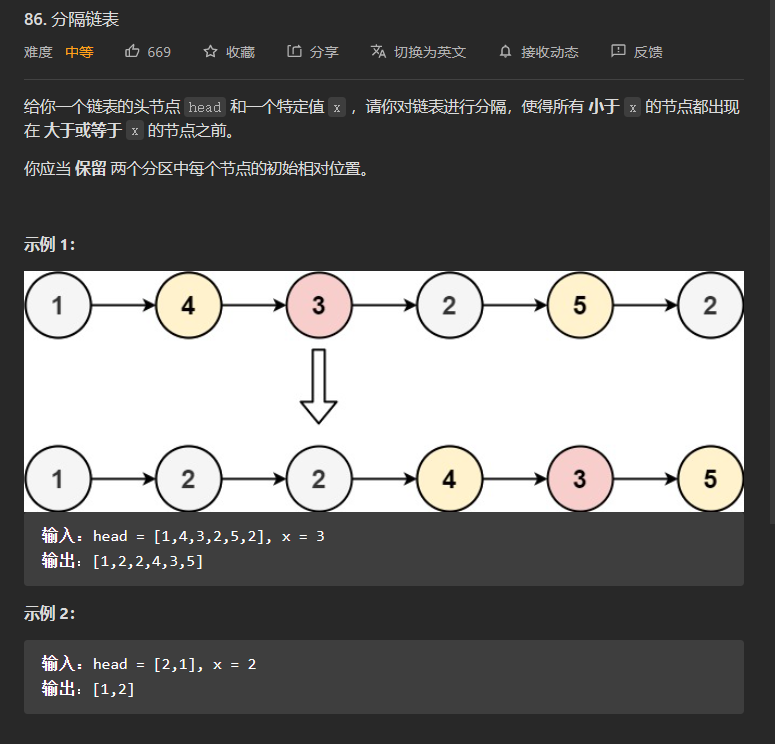 86. 分隔链表
难度 中等 669 收藏 分享 切换为英文 接收动态 反馈
给你一个链表的头节点 head 和一个特定值 x ，请你对链表进行分隔，使得所有 小于 x 的节点都出现
在 大于或等于 x 的节点之前。
你应当 保留 两个分区中每个节点的初始相对位置。
示例 1：
1 4 3 2 5 2
1 2 2 4 3 5
输入：head = [1,4,3,2,5,2], x = 3
输出：[1,2,2,4,3,5]
示例 2：
输入：head = [2,1], x = 2
输出：[1,2]